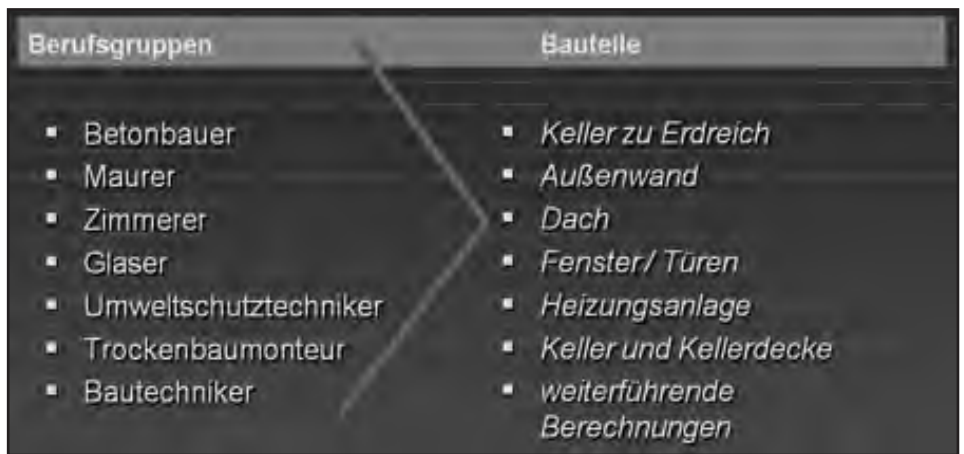 Berufsgruppen Bauteile
▪ Betonbauer ▪ Keller zu Erdreich
▪ Maurer ▪ Außenwand
▪ Zimmerer ▪ Dach
▪ Glaser ▪ Fenster / Türen
▪ Umweltschutztechniker ▪ Heizungsanlage
▪ Trockenbaumonteur ▪ Keller und Kellerdecke
▪ Bautechniker ▪ weiterführende
Berechnungen